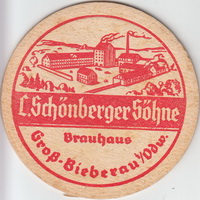 L. Schönberger Söhne
Brauhaus
Groß-Bieberau i/Odw.